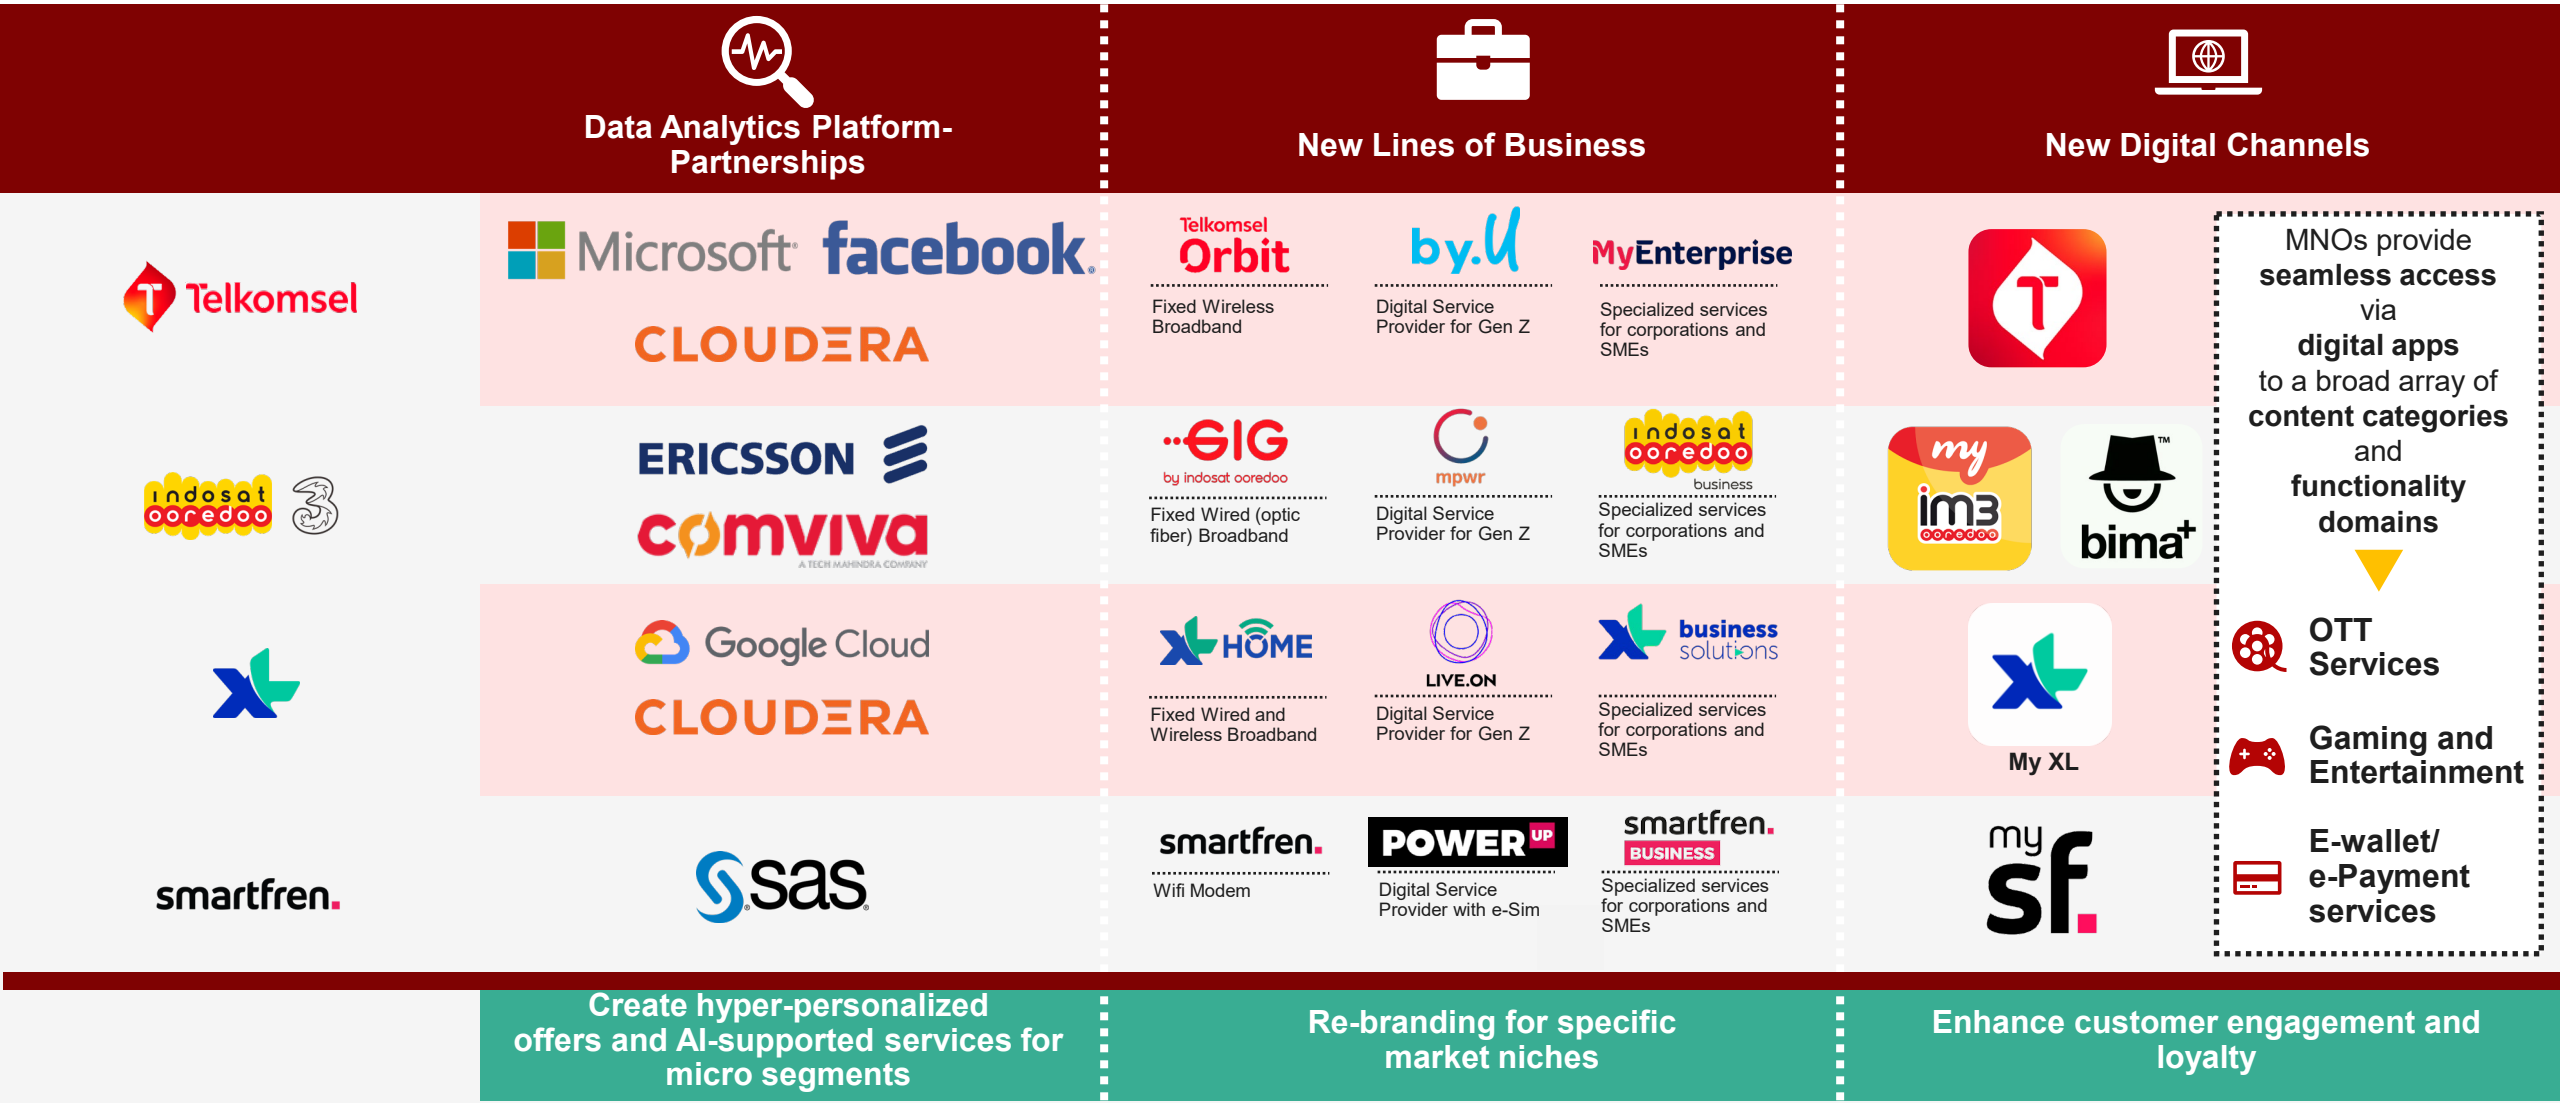 Data Analytics Platform-
Partnerships
New Lines of Business
New Digital Channels
Telkomsel
Microsoft
facebook®
CLOUDERA
Telkomsel
Orbit
Fixed Wireless
Broadband
by.U
Digital Service
Provider for Gen Z
MyEnterprise
Specialized services
for corporations and
SMEs
T
indosat
ooredoo
3
ERICSSON
comviva
A TECH MAHINDRA COMPANY
GIG
by indosat ooredoo
Fixed Wired (optic
fiber) Broadband
mpwr
Digital Service
Provider for Gen Z
indosat
ooredoo
business
Specialized services
for corporations and
SMEs
my
im3
ooredoo
™
bima+
XL
Google Cloud
CLOUDERA
XL HOME
Fixed Wired and
Wireless Broadband
LIVE.ON
Digital Service
Provider for Gen Z
XL business
solutions
Specialized services
for corporations and
SMEs
XL
My XL
smartfren.
sas®
smartfren.
Wifi Modem
POWER UP
Digital Service
Provider with e-Sim
smartfren.
BUSINESS
Specialized services
for corporations and
SMEs
my
sf.
MNOs provide
seamless access
via
digital apps
to a broad array of
content categories
and
functionality
domains
OTT
Services
Gaming and
Entertainment
E-wallet/
e-Payment
services
Create hyper-personalized
offers and AI-supported services for
micro segments
Re-branding for specific
market niches
Enhance customer engagement and
loyalty